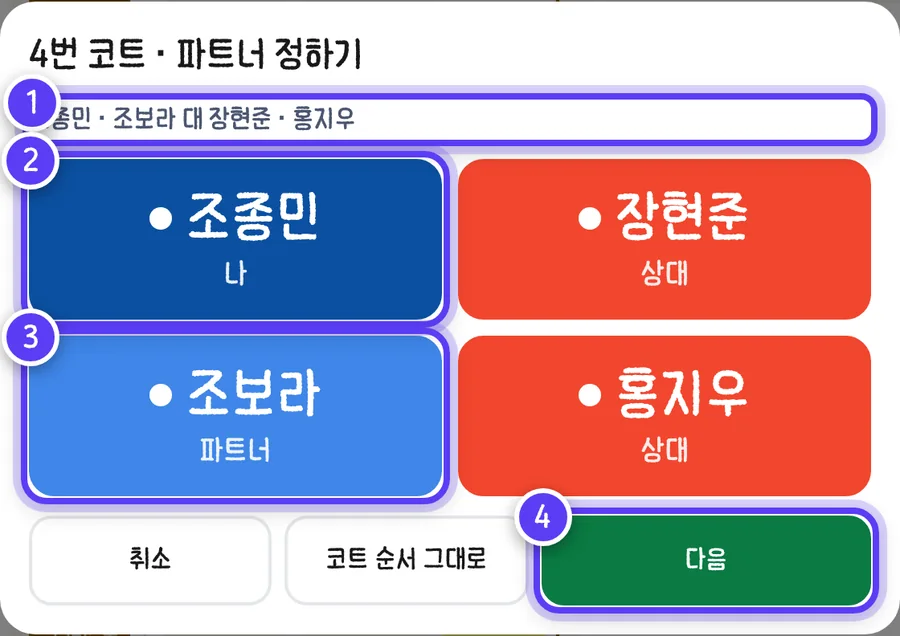 4번 코트 · 파트너 정하기
1
종민 · 조보라 대 장현준 · 홍지우
2
● 조종민
나
● 장현준
상대
3
● 조보라
파트너
● 홍지우
상대
취소
코트 순서 그대로
4
다음